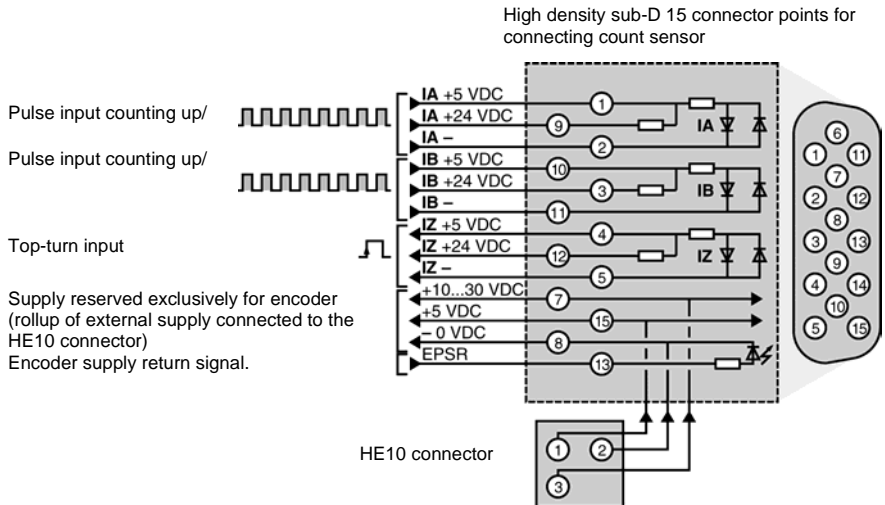 High density sub-D 15 connector points for
connecting count sensor
Pulse input counting up/
IA +5 VDC
1
IA +24 VDC
9
IA
IA –
2
Pulse input counting up/
IB +5 VDC
10
IB +24 VDC
3
IB
IB –
11
Top-turn input
IZ +5 VDC
4
IZ +24 VDC
12
IZ
IZ –
5
Supply reserved exclusively for encoder
(rollup of external supply connected to the
HE10 connector)
+10...30 VDC
7
+5 VDC
15
– 0 VDC
8
Encoder supply return signal.
EPSR
13
6
1
11
7
2
12
8
3
13
9
4
14
10
5
15
HE10 connector
1
2
3